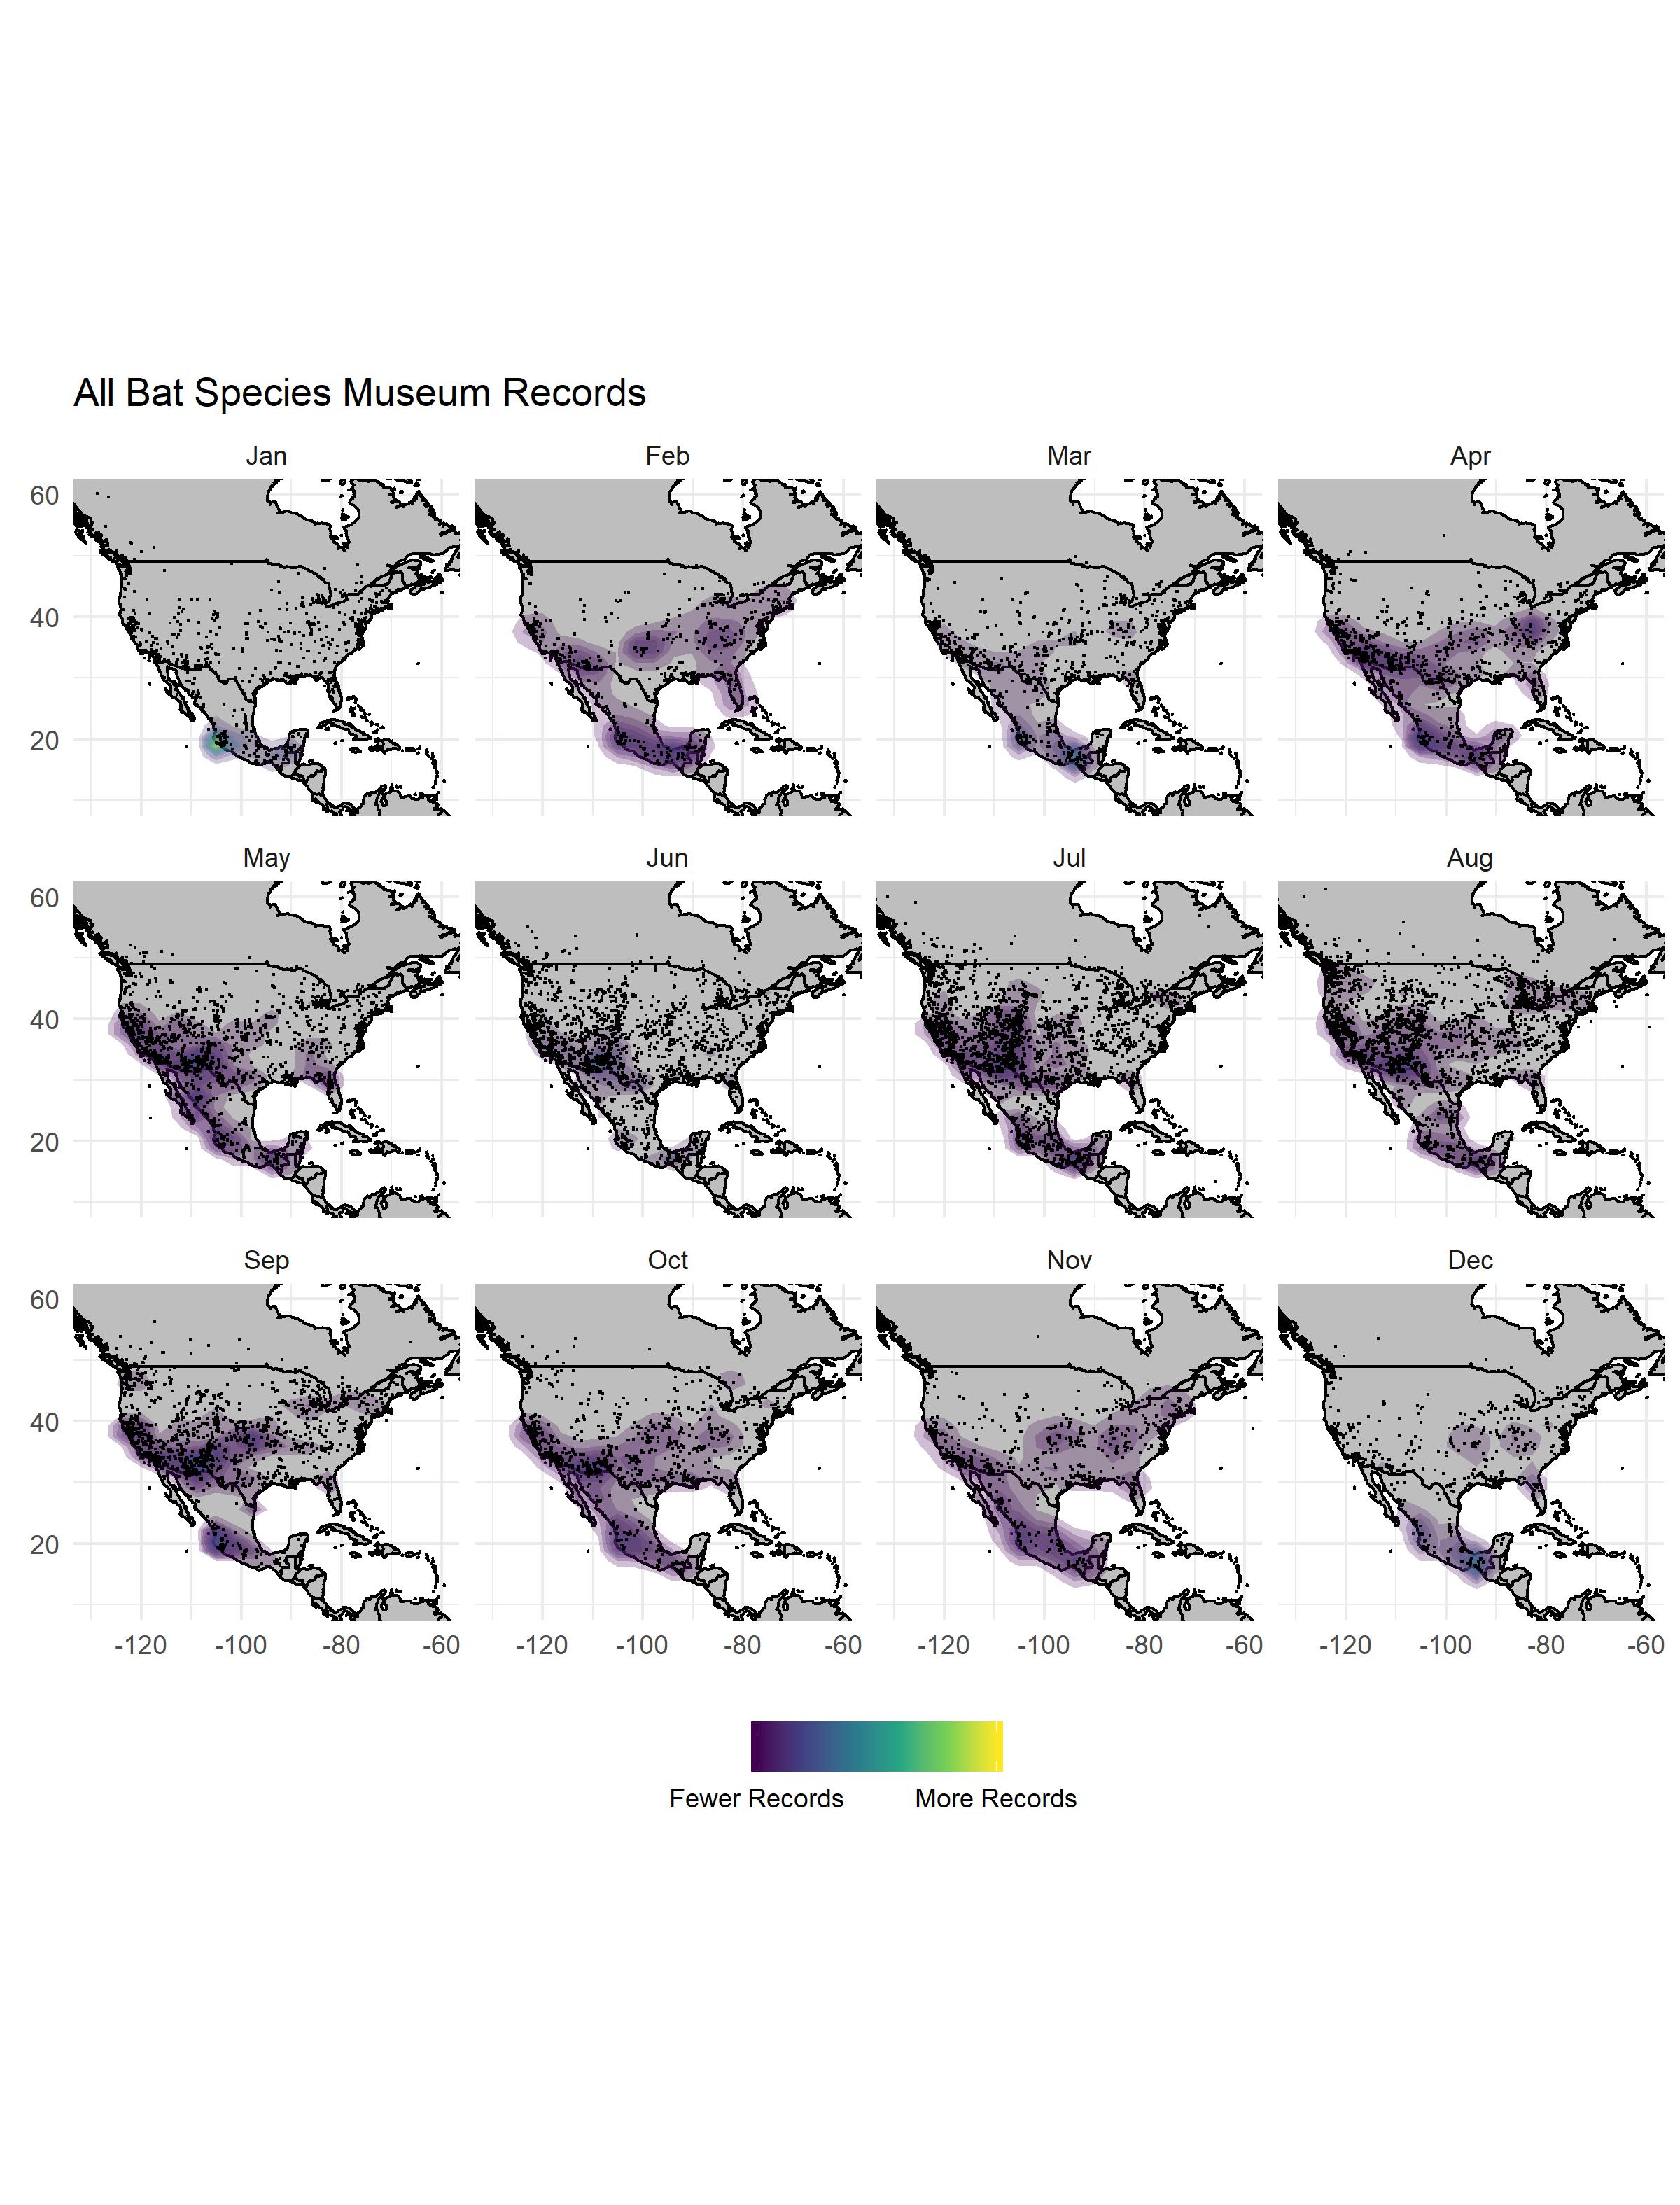 All Bat Species Museum Records
Jan Feb Mar Apr
60
40
20
May Jun Jul Aug
60
40
20
Sep Oct Nov Dec
60
40
20
-120 -100 -80 -60 -120 -100 -80 -60 -120 -100 -80 -60 -120 -100 -80 -60
Fewer Records More Records